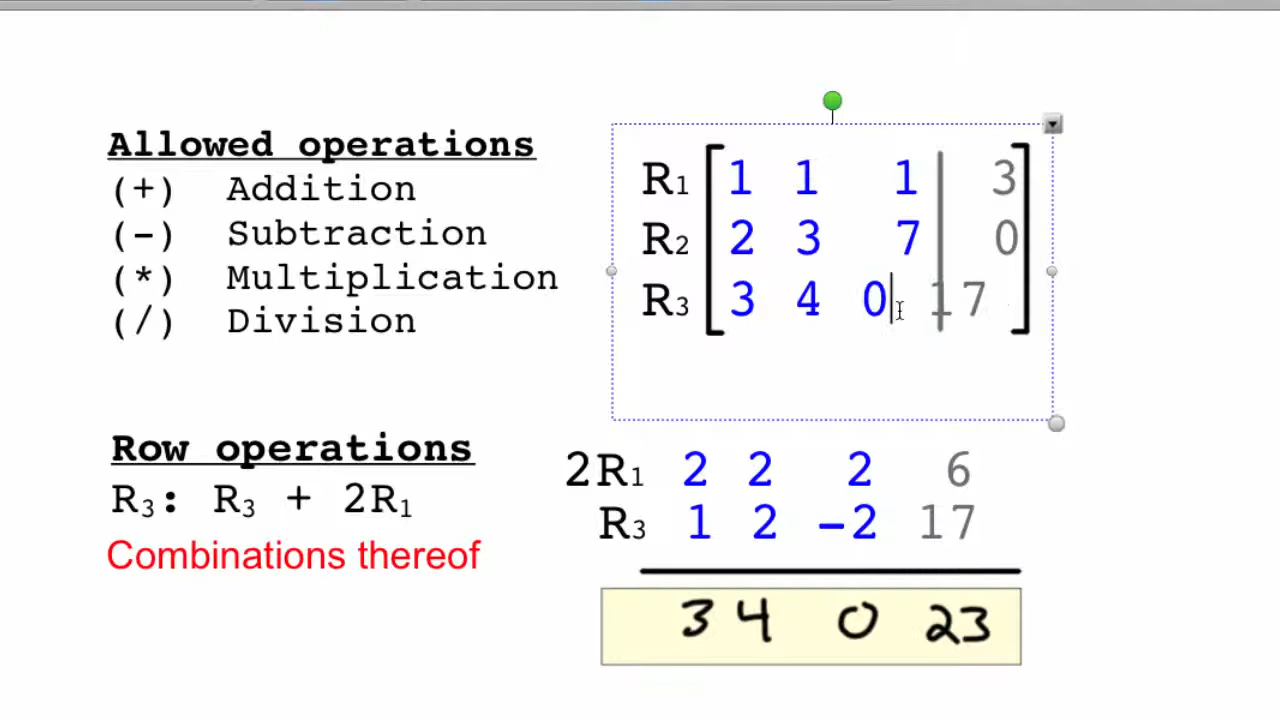 Allowed operations
(+) Addition
(-) Subtraction
(*) Multiplication
(/) Division
R1 1 1 1 3
R2 2 3 7 0
R3 3 4 0 17
Row operations
R3: R3 + 2R1
Combinations thereof
2R1 2 2 2 6
R3 1 2 -2 17
3 4 0 23